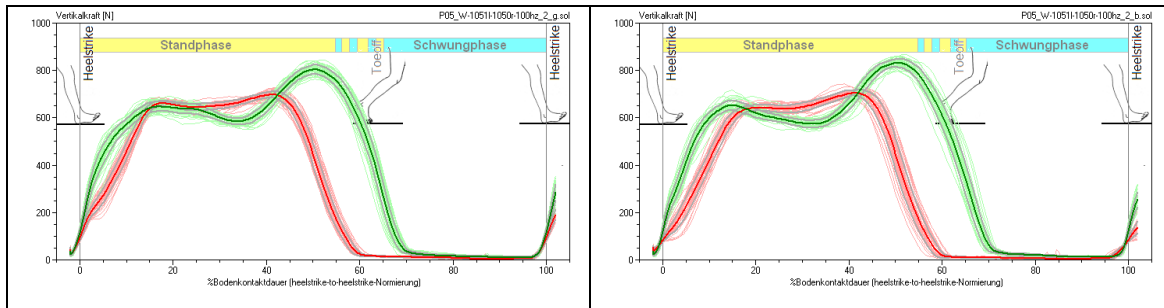 Vertikalkraft [N] P05_W-1051l-1050r-100hz_2_g.sol
1000
800
600
400
200
0
Heelstrike
Standphase
Toeoff
Schwungphase
Heelstrike
0 20 40 60 80 100
%Bodenkontaktdauer (heelstrike-to-heelstrike-Normierung)
Vertikalkraft [N] P05_W-1051l-1050r-100hz_2_b.sol
1000
800
600
400
200
0
Heelstrike
Standphase
Toeoff
Schwungphase
Heelstrike
0 20 40 60 80 100
%Bodenkontaktdauer (heelstrike-to-heelstrike-Normierung)